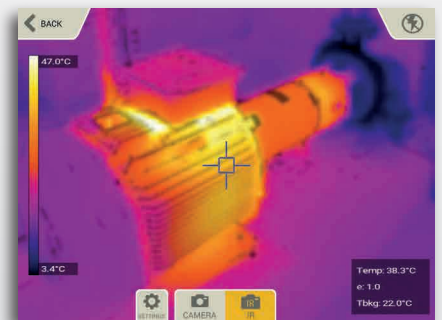 BACK
47.0°C
3.4°C
Temp: 38.3°C
e: 1.0
Tbkg: 22.0°C
SETTINGS
CAMERA
IR